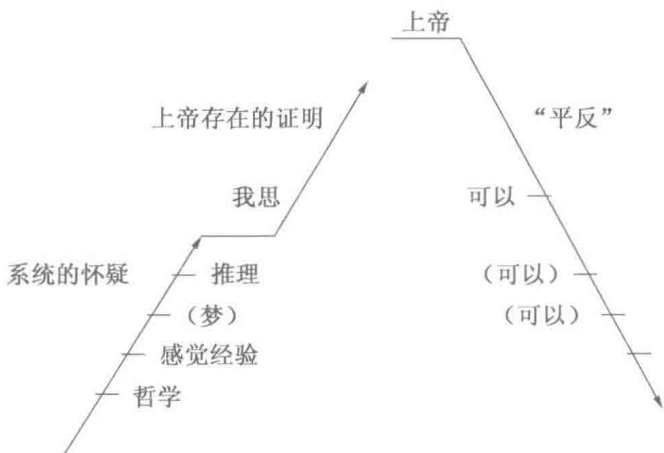 上帝
上帝存在的证明
“平反”
我思
可以
系统的怀疑
推理
（可以）
（梦）
（可以）
感觉经验
哲学